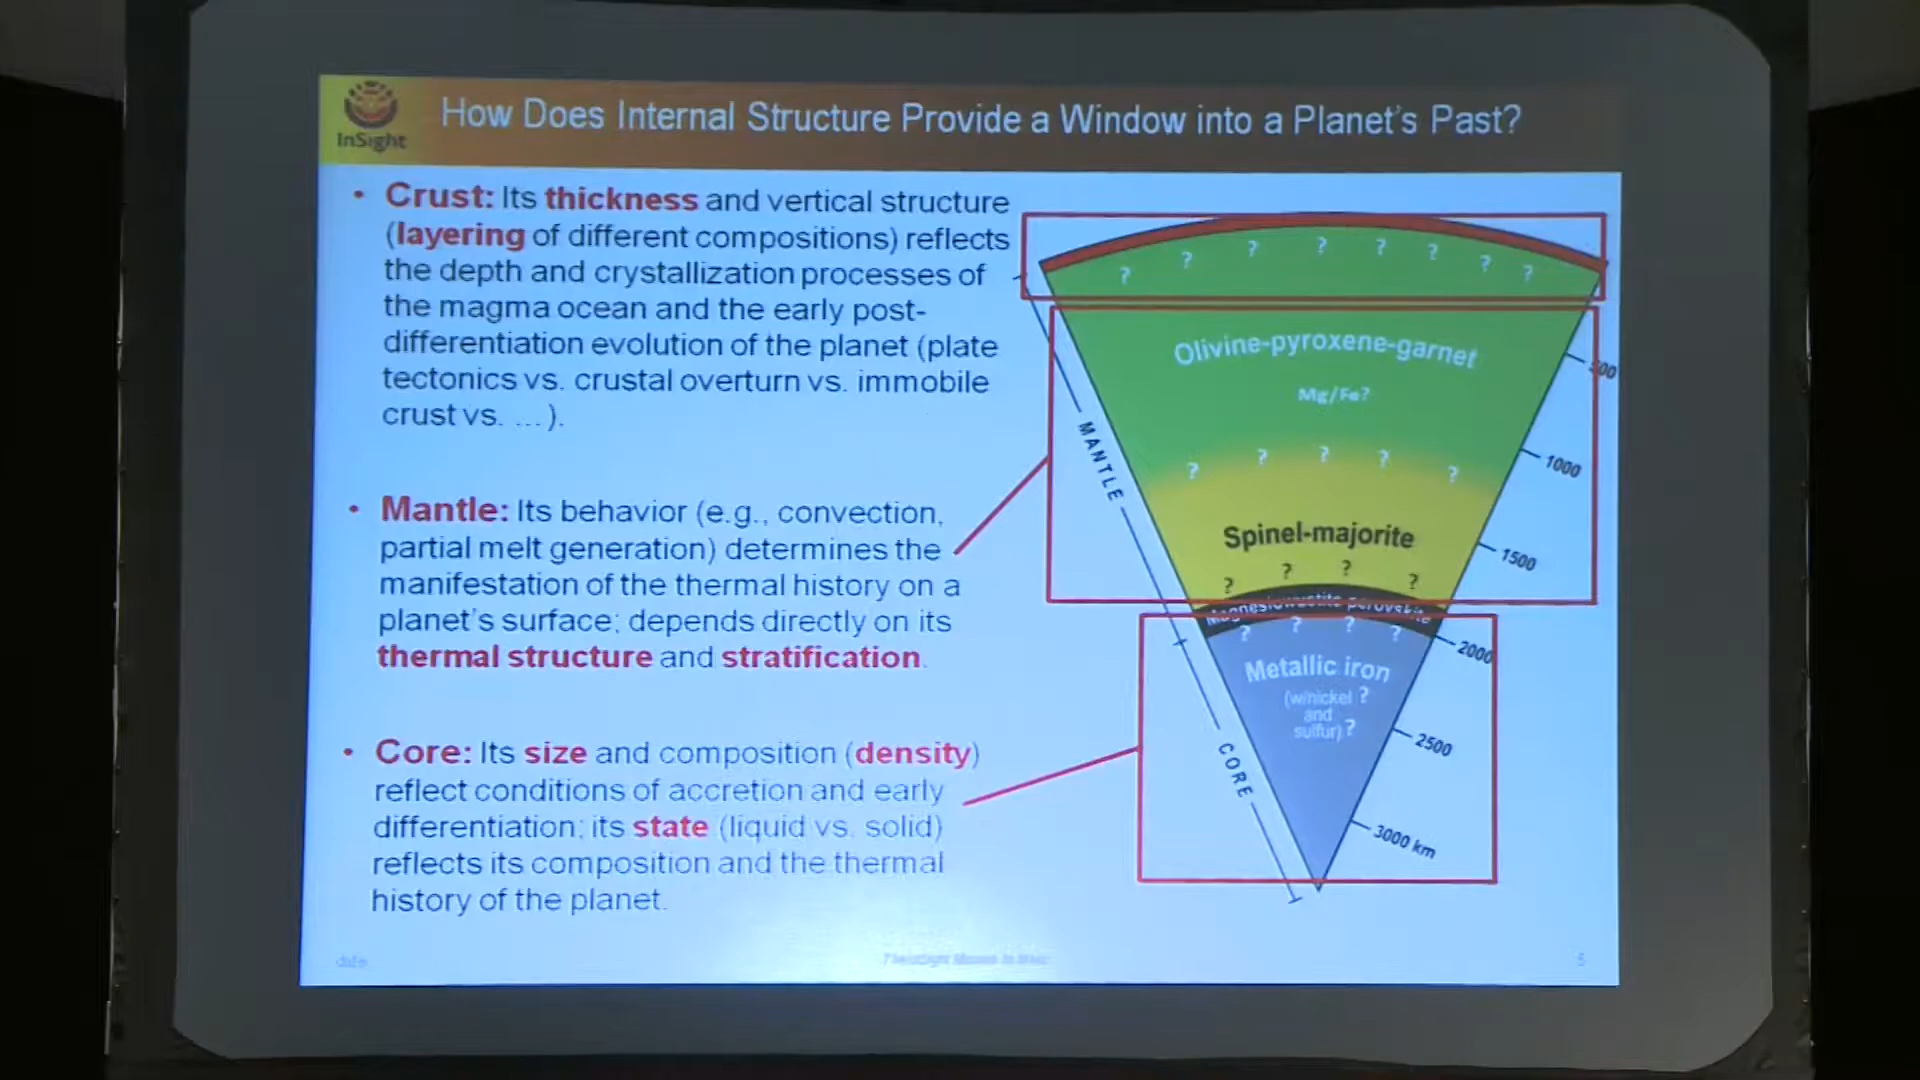 InSight
How Does Internal Structure Provide a Window into a Planet's Past?
• Crust: Its thickness and vertical structure
(layering of different compositions) reflects
the depth and crystallization processes of
the magma ocean and the early post-
differentiation evolution of the planet (plate
tectonics vs. crustal overturn vs. immobile
crust vs. …).
• Mantle: Its behavior (e.g., convection,
partial melt generation) determines the
manifestation of the thermal history on a
planet's surface; depends directly on its
thermal structure and stratification.
• Core: Its size and composition (density)
reflect conditions of accretion and early
differentiation; its state (liquid vs. solid)
reflects its composition and the thermal
history of the planet.
? ? ? ? ? ? ? ?
Olivine-pyroxene-garnet
Mg/Fe?
? ? ? ? ?
Spinel-majorite
? ? ? ?
? ? ? ?
Metallic iron
(w/nickel ?
and
sulfur) ?
MANTLE
CORE
500
1000
1500
2000
2500
3000 km
date
5